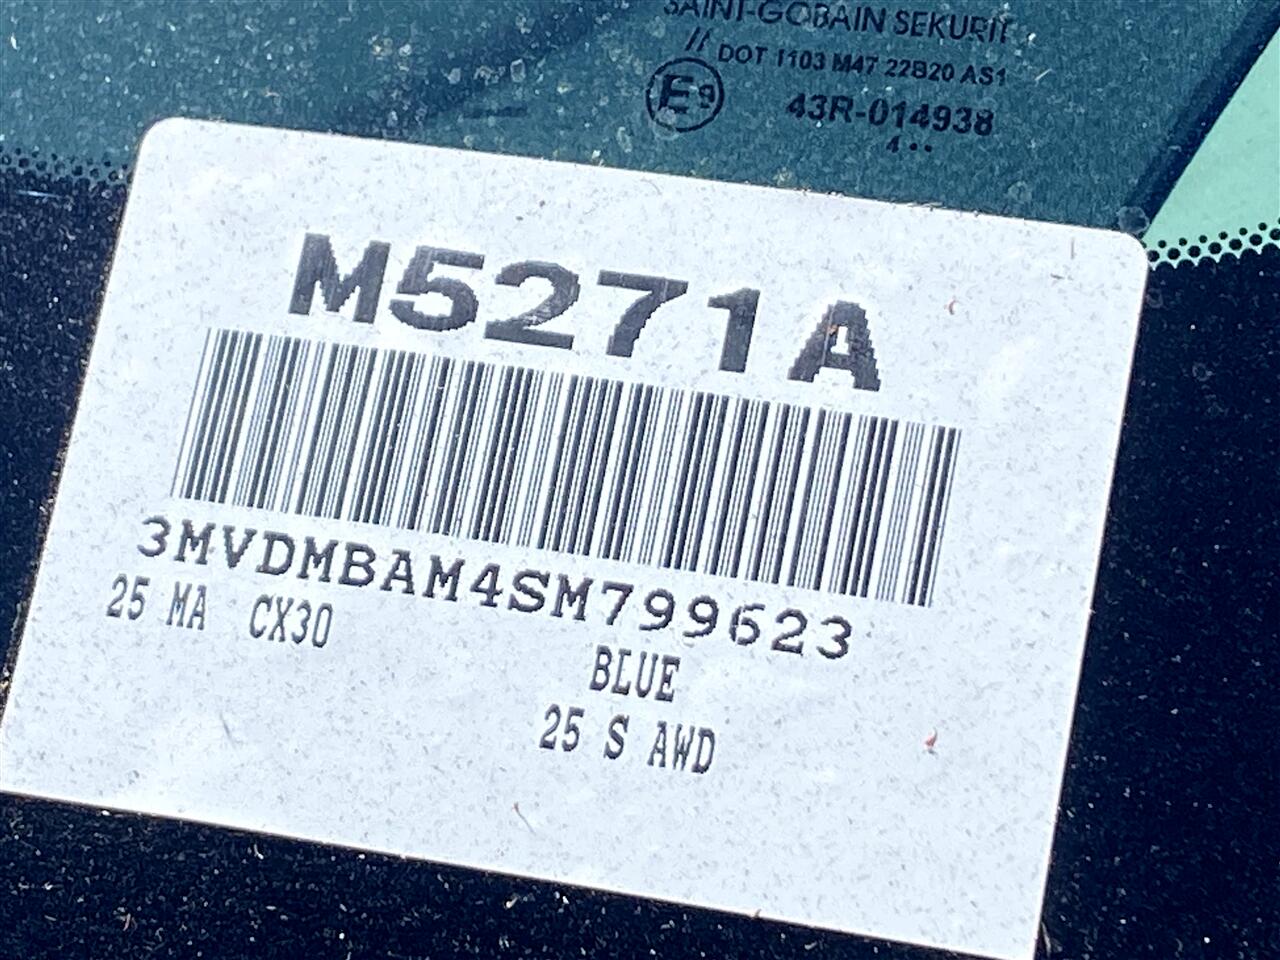 SAINT-GOBAIN SEKURIT
// DOT 1103 M47 22B20 AS1
E9 43R-014938
4 ••
M5271A
3MVDMBAM4SM799623
25 MA CX30
BLUE
25 S AWD